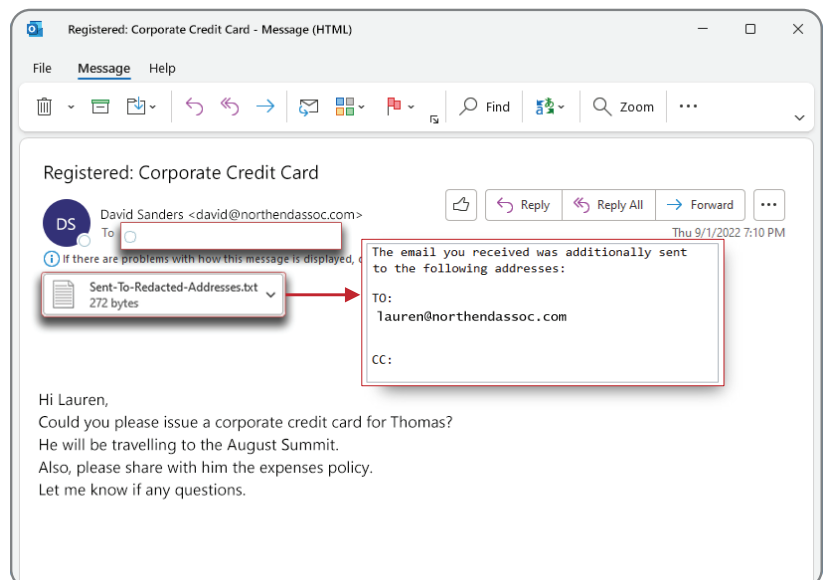 Registered: Corporate Credit Card - Message (HTML)
File Message Help
Find Zoom
Registered: Corporate Credit Card
DS
David Sanders <david@northendassoc.com>
To
Reply Reply All Forward
Thu 9/1/2022 7:10 PM
If there are problems with how this message is displayed,
Sent-To-Redacted-Addresses.txt
272 bytes
The email you received was additionally sent
to the following addresses:
TO:
lauren@northendassoc.com
CC:
Hi Lauren,
Could you please issue a corporate credit card for Thomas?
He will be travelling to the August Summit.
Also, please share with him the expenses policy.
Let me know if any questions.